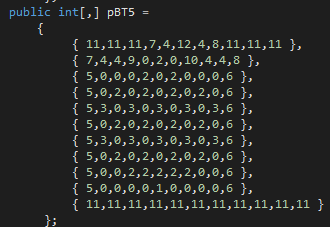 public int[,] pBT5 =
{
{ 11,11,11,7,4,12,4,8,11,11,11 },
{ 7,4,4,9,0,2,0,10,4,4,8 },
{ 5,0,0,0,2,0,2,0,0,0,6 },
{ 5,0,2,0,2,0,2,0,2,0,6 },
{ 5,3,0,3,0,3,0,3,0,3,6 },
{ 5,0,2,0,2,0,2,0,2,0,6 },
{ 5,3,0,3,0,3,0,3,0,3,6 },
{ 5,0,2,0,2,0,2,0,2,0,6 },
{ 5,0,0,2,2,2,2,2,0,0,6 },
{ 5,0,0,0,0,1,0,0,0,0,6 },
{ 11,11,11,11,11,11,11,11,11,11,11 }
};